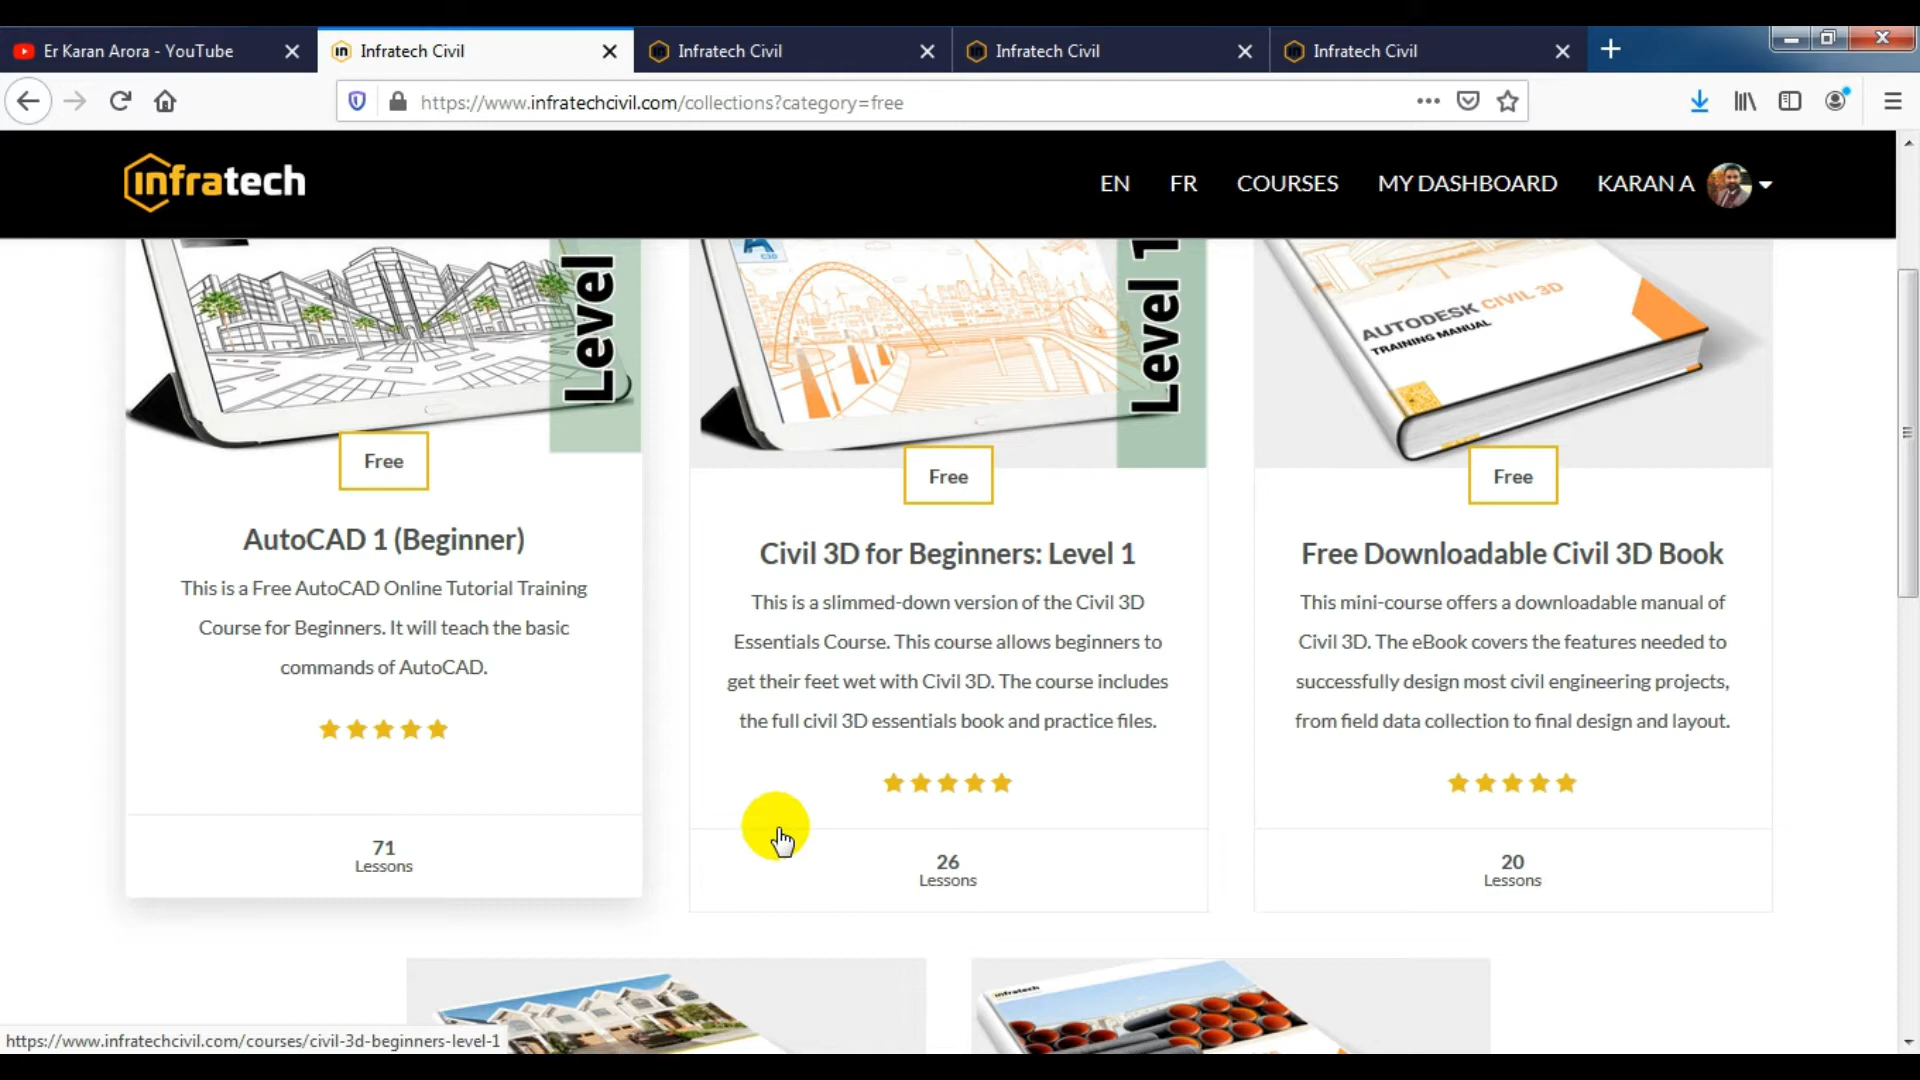 Er Karan Arora - YouTube
Infratech Civil
Infratech Civil
Infratech Civil
Infratech Civil
https://www.infratechcivil.com/collections?category=free
infratech
EN
FR
COURSES
MY DASHBOARD
KARAN A
Level
C3D
Level 1
AUTODESK CIVIL 3D
TRAINING MANUAL
Free
Free
Free
AutoCAD 1 (Beginner)
This is a Free AutoCAD Online Tutorial Training
Course for Beginners. It will teach the basic
commands of AutoCAD.
71
Lessons
Civil 3D for Beginners: Level 1
This is a slimmed-down version of the Civil 3D
Essentials Course. This course allows beginners to
get their feet wet with Civil 3D. The course includes
the full civil 3D essentials book and practice files.
26
Lessons
Free Downloadable Civil 3D Book
This mini-course offers a downloadable manual of
Civil 3D. The eBook covers the features needed to
successfully design most civil engineering projects,
from field data collection to final design and layout.
20
Lessons
infratech
https://www.infratechcivil.com/courses/civil-3d-beginners-level-1